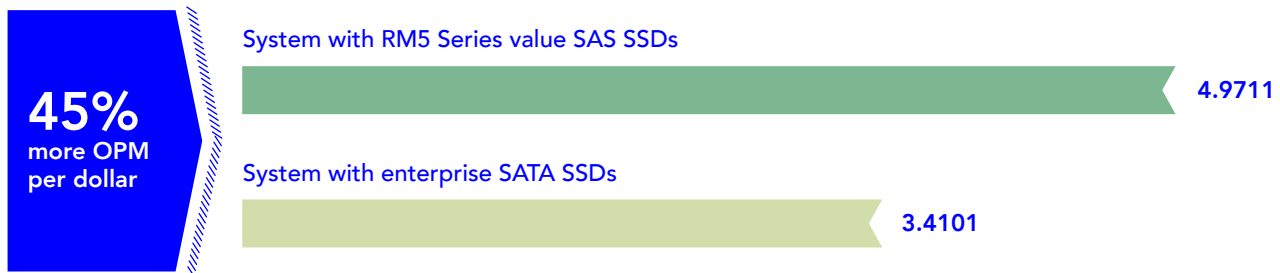 45%
more OPM
per dollar
System with RM5 Series value SAS SSDs
4.9711
System with enterprise SATA SSDs
3.4101